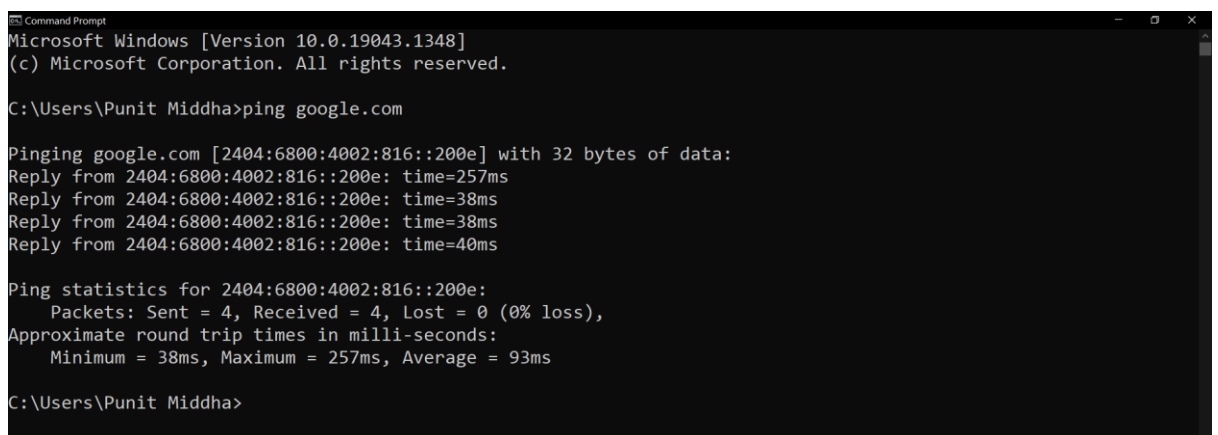 Command Prompt
Microsoft Windows [Version 10.0.19043.1348]
(c) Microsoft Corporation. All rights reserved.
C:\Users\Punit Middha>ping google.com
Pinging google.com [2404:6800:4002:816::200e] with 32 bytes of data:
Reply from 2404:6800:4002:816::200e: time=257ms
Reply from 2404:6800:4002:816::200e: time=38ms
Reply from 2404:6800:4002:816::200e: time=38ms
Reply from 2404:6800:4002:816::200e: time=40ms
Ping statistics for 2404:6800:4002:816::200e:
    Packets: Sent = 4, Received = 4, Lost = 0 (0% loss),
Approximate round trip times in milli-seconds:
    Minimum = 38ms, Maximum = 257ms, Average = 93ms
C:\Users\Punit Middha>